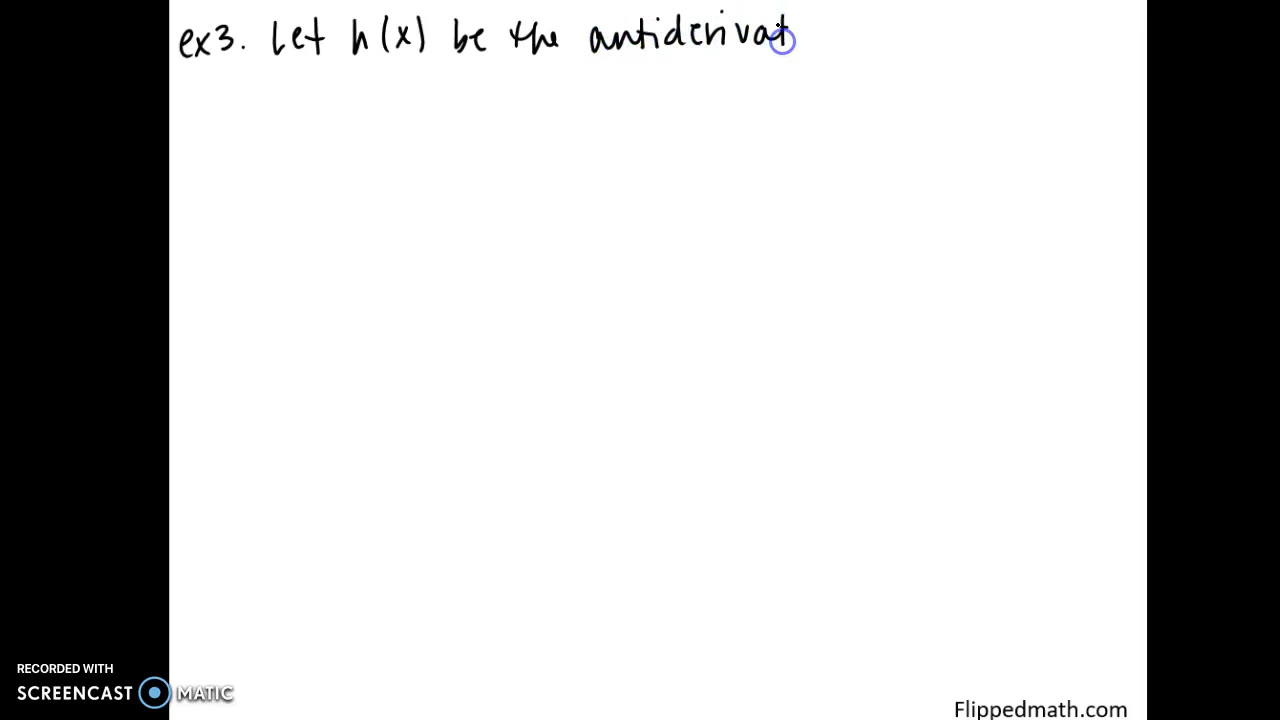 ex3. Let h(x) be the antiderivat
RECORDED WITH
SCREENCAST MATIC
Flippedmath.com